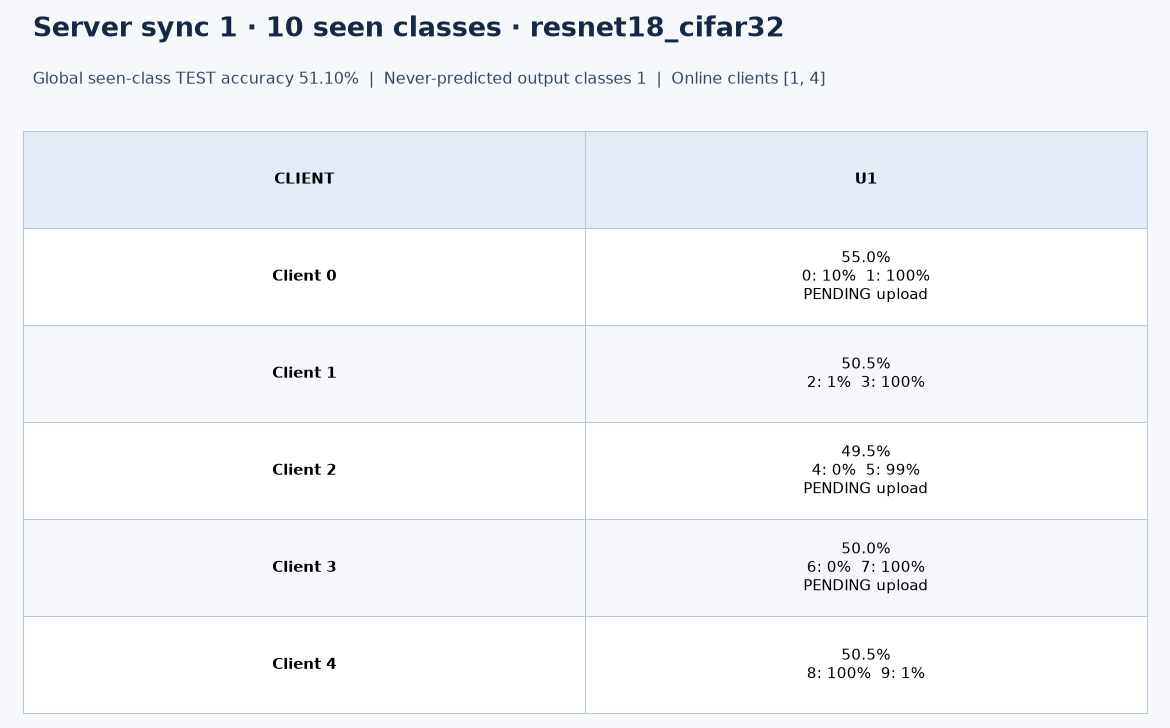 Server sync 1 · 10 seen classes · resnet18_cifar32
Global seen-class TEST accuracy 51.10% | Never-predicted output classes 1 | Online clients [1, 4]
CLIENT
U1
Client 0
55.0%
0: 10%  1: 100%
PENDING upload
Client 1
50.5%
2: 1%  3: 100%
Client 2
49.5%
4: 0%  5: 99%
PENDING upload
Client 3
50.0%
6: 0%  7: 100%
PENDING upload
Client 4
50.5%
8: 100%  9: 1%